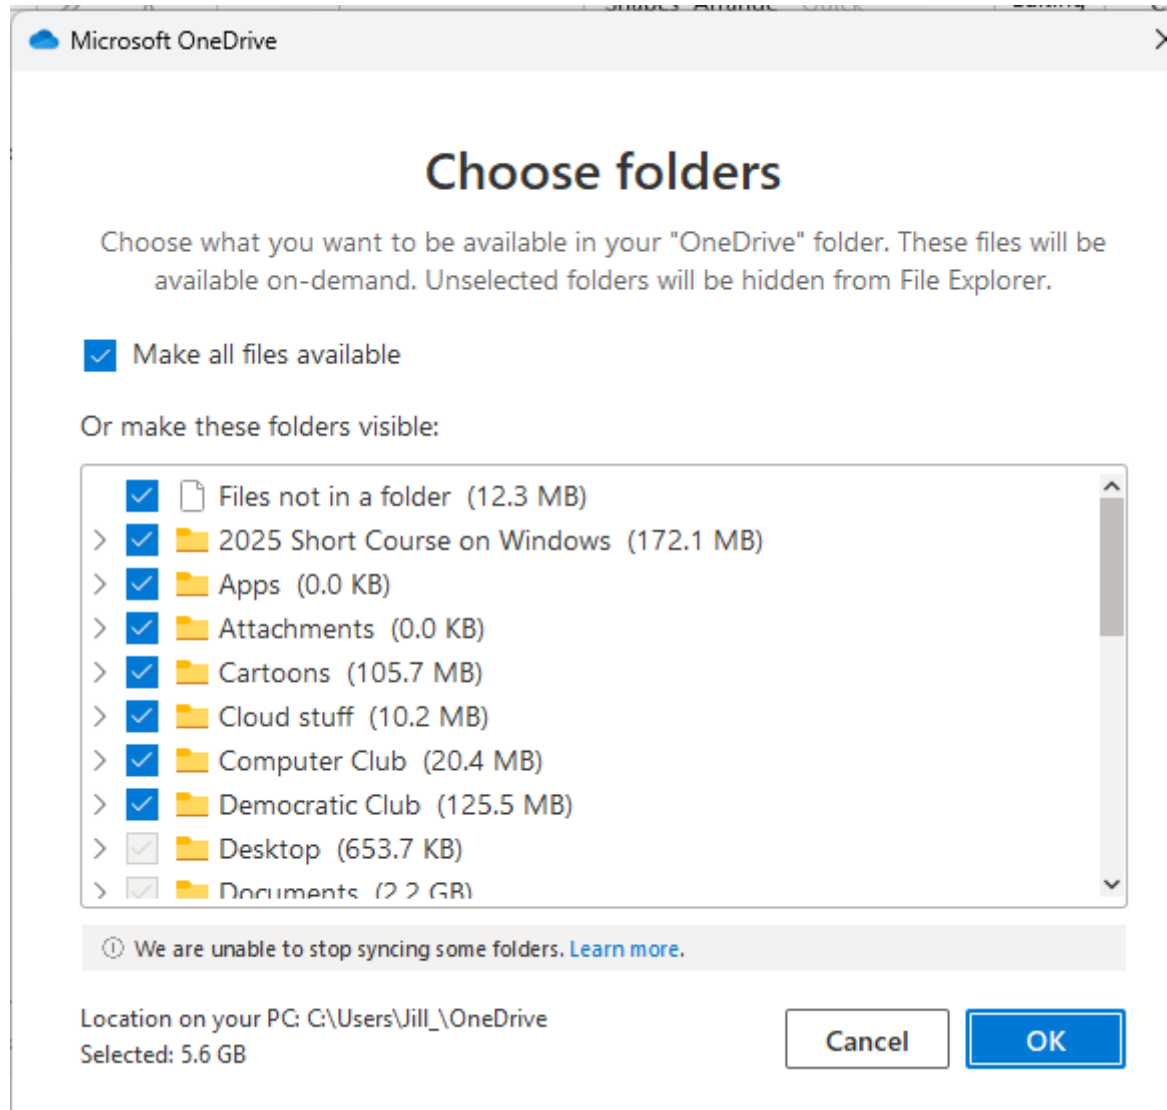 Shapes Arrange Quick Editing
Microsoft OneDrive
Choose folders
Choose what you want to be available in your "OneDrive" folder. These files will be
available on-demand. Unselected folders will be hidden from File Explorer.
Make all files available
Or make these folders visible:
Files not in a folder (12.3 MB)
2025 Short Course on Windows (172.1 MB)
Apps (0.0 KB)
Attachments (0.0 KB)
Cartoons (105.7 MB)
Cloud stuff (10.2 MB)
Computer Club (20.4 MB)
Democratic Club (125.5 MB)
Desktop (653.7 KB)
Documents (2.2 GB)
We are unable to stop syncing some folders. Learn more.
Location on your PC: C:\Users\Jill_\OneDrive
Selected: 5.6 GB
Cancel
OK